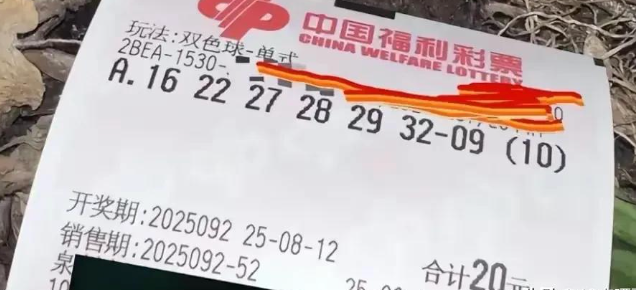 中国福利彩票
CHINA WELFARE LOTTERY
玩法:双色球-单式
2BEA-1530-
A.16 22 27 28 29 32-09 (10)
开奖期:2025092 25-08-12
销售期:2025092-52
合计20元
泉